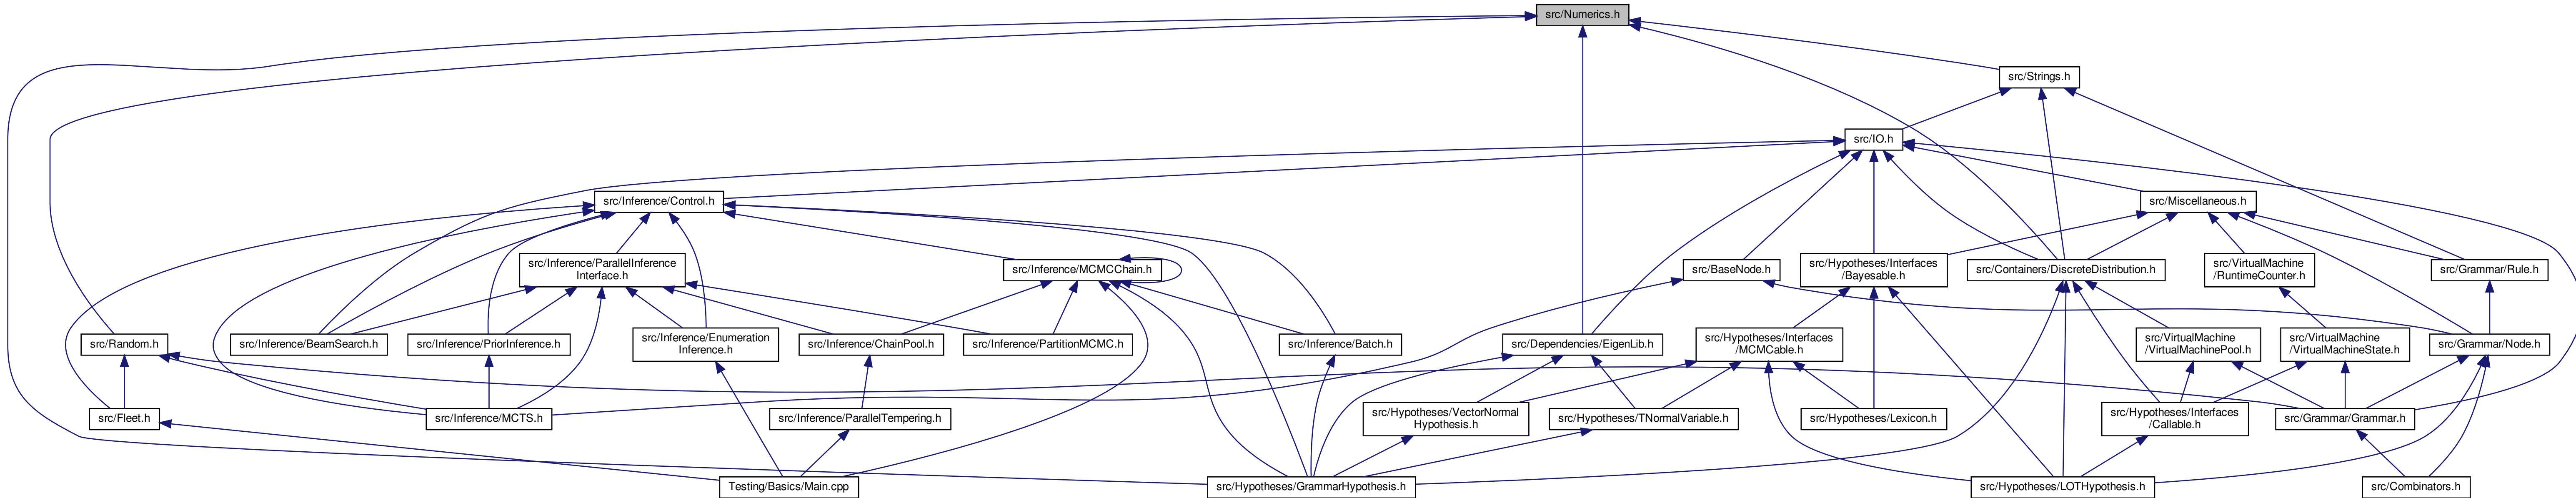 src/Numerics.h
src/Strings.h
src/IO.h
src/Inference/Control.h
src/Miscellaneous.h
src/Inference/ParallelInference
Interface.h
src/Inference/MCMCChain.h
src/BaseNode.h
src/Hypotheses/Interfaces
/Bayesable.h
src/Containers/DiscreteDistribution.h
src/VirtualMachine
/RuntimeCounter.h
src/Grammar/Rule.h
src/Random.h
src/Inference/BeamSearch.h
src/Inference/PriorInference.h
src/Inference/Enumeration
Inference.h
src/Inference/ChainPool.h
src/Inference/PartitionMCMC.h
src/Inference/Batch.h
src/Dependencies/EigenLib.h
src/Hypotheses/Interfaces
/MCMCable.h
src/VirtualMachine
/VirtualMachinePool.h
src/VirtualMachine
/VirtualMachineState.h
src/Grammar/Node.h
src/Fleet.h
src/Inference/MCTS.h
src/Inference/ParallelTempering.h
src/Hypotheses/VectorNormal
Hypothesis.h
src/Hypotheses/TNormalVariable.h
src/Hypotheses/Lexicon.h
src/Hypotheses/Interfaces
/Callable.h
src/Grammar/Grammar.h
Testing/Basics/Main.cpp
src/Hypotheses/GrammarHypothesis.h
src/Hypotheses/LOTHypothesis.h
src/Combinators.h